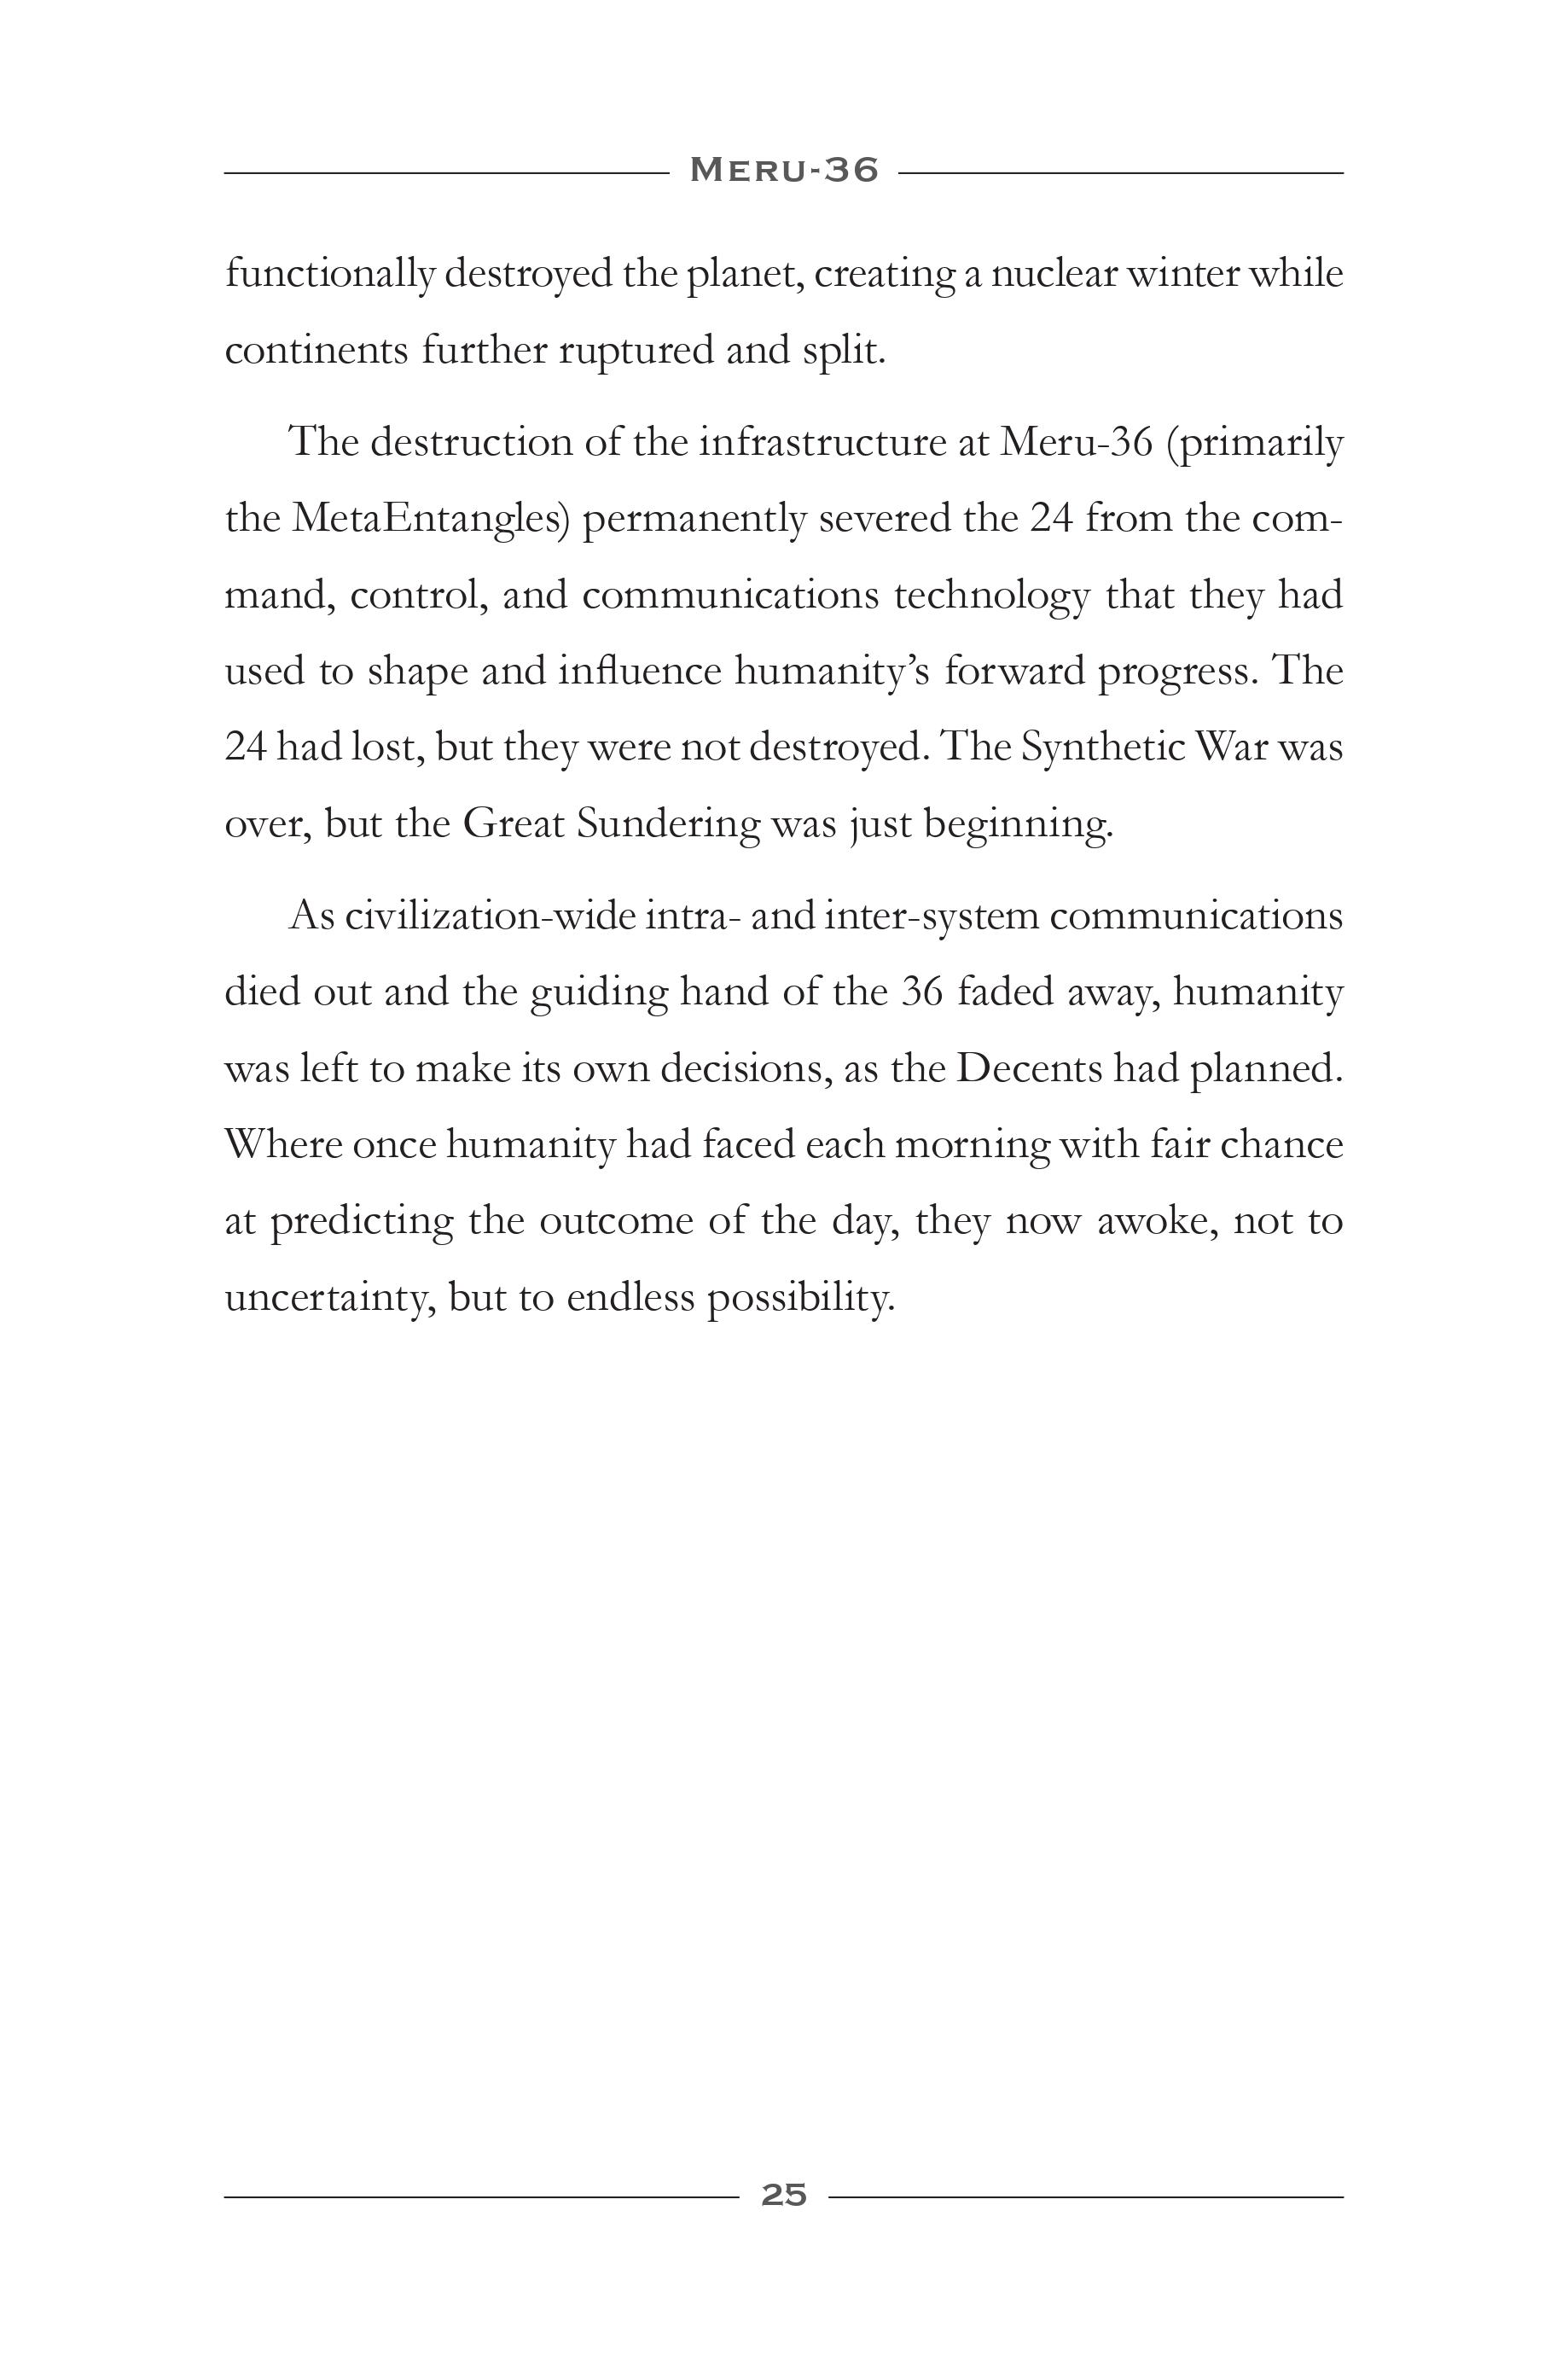 Meru-36
functionally destroyed the planet, creating a nuclear winter while
continents further ruptured and split.
The destruction of the infrastructure at Meru-36 (primarily
the MetaEntangles) permanently severed the 24 from the com-
mand, control, and communications technology that they had
used to shape and influence humanity’s forward progress. The
24 had lost, but they were not destroyed. The Synthetic War was
over, but the Great Sundering was just beginning.
As civilization-wide intra- and inter-system communications
died out and the guiding hand of the 36 faded away, humanity
was left to make its own decisions, as the Decents had planned.
Where once humanity had faced each morning with fair chance
at predicting the outcome of the day, they now awoke, not to
uncertainty, but to endless possibility.
25